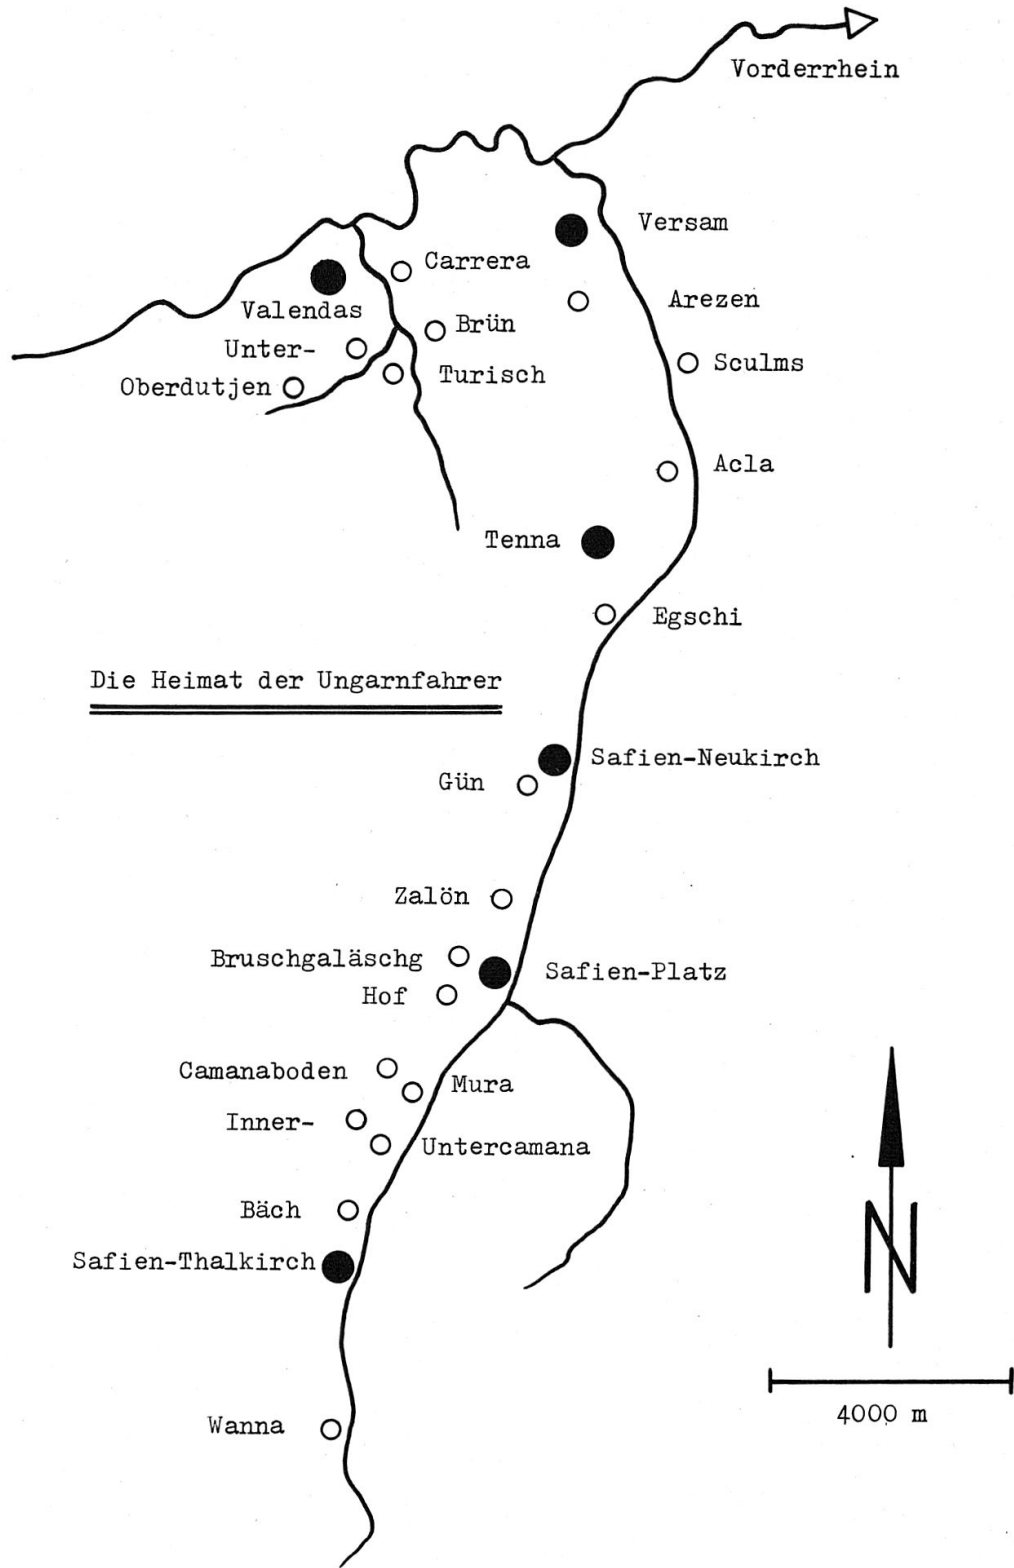 Vorderrhein
Versam
Carrera
Arezen
Valendas
Brün
Unter-
Sculms
Oberdutjen
Turisch
Acla
Tenna
Egschi
Die Heimat der Ungarnfahrer
Safien-Neukirch
Gün
Zalön
Bruschgaläschg
Safien-Platz
Hof
Camanaboden
Mura
Inner-
Untercamana
Bäch
Safien-Thalkirch
N
4000 m
Wanna